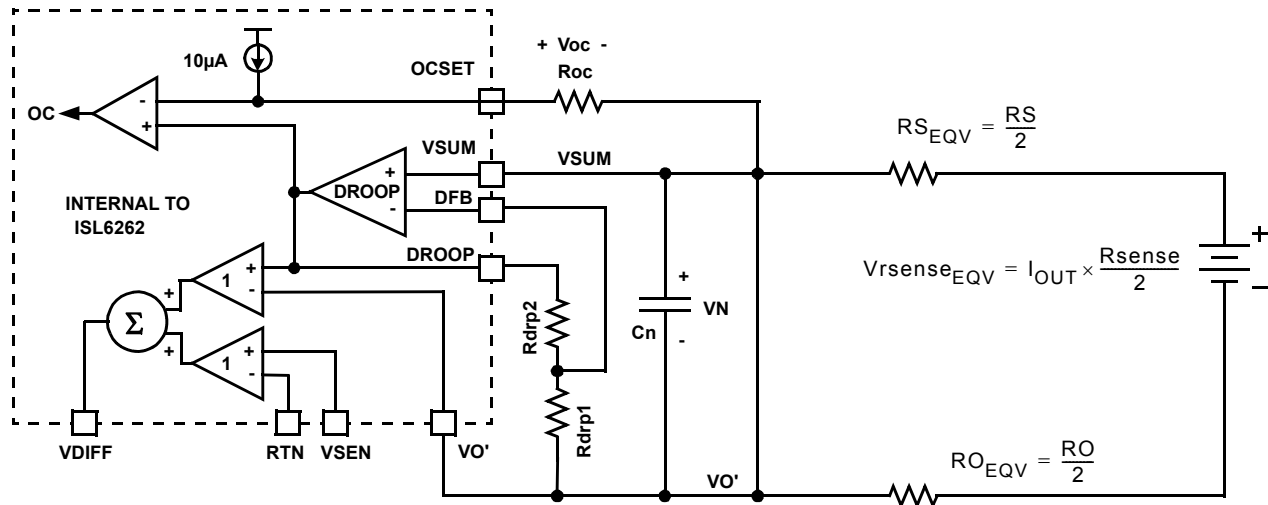 10µA
+ Voc -
OCSET
Roc
OC
-
+
RS_EQV = RS/2
VSUM
VSUM
+
DROOP
DFB
-
INTERNAL TO
ISL6262
DROOP
+
1
-
+
Vrsense_EQV = I_OUT × Rsense/2
-
Rdrp2
+
Cn
VN
-
+
Σ
+
+
1
-
Rdrp1
VDIFF
RTN
VSEN
VO'
VO'
RO_EQV = RO/2